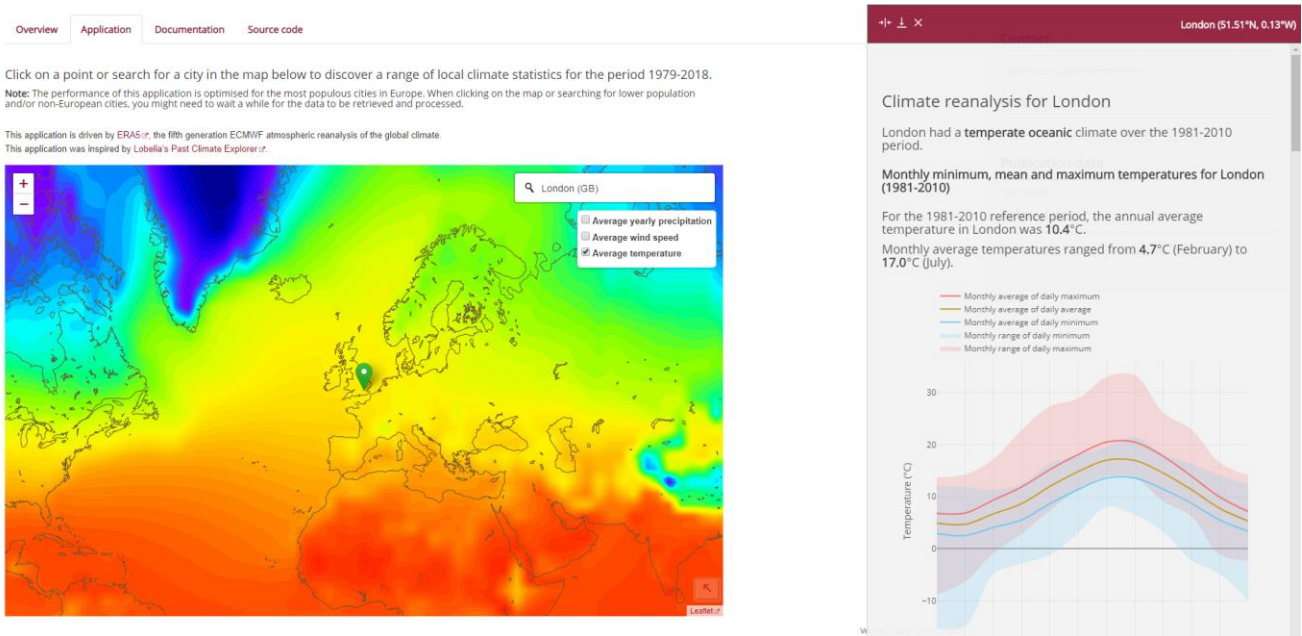 Overview Application Documentation Source code
Click on a point or search for a city in the map below to discover a range of local climate statistics for the period 1979-2018.
Note: The performance of this application is optimised for the most populous cities in Europe. When clicking on the map or searching for lower population
and/or non-European cities, you might need to wait a while for the data to be retrieved and processed.
This application is driven by ERA5, the fifth generation ECMWF atmospheric reanalysis of the global climate.
This application was inspired by Lobelia's Past Climate Explorer.
+
−
London (GB)
Average yearly precipitation
Average wind speed
Average temperature
Leaflet
London (51.51°N, 0.13°W)
Contact
Climate reanalysis for London
London had a temperate oceanic climate over the 1981-2010
period.
Publication date
Monthly minimum, mean and maximum temperatures for London
(1981-2010)
For the 1981-2010 reference period, the annual average
temperature in London was 10.4°C.
Monthly average temperatures ranged from 4.7°C (February) to
17.0°C (July).
Monthly average of daily maximum
Monthly average of daily average
Monthly average of daily minimum
Monthly range of daily minimum
Monthly range of daily maximum
Temperature (°C)
30
20
10
0
−10